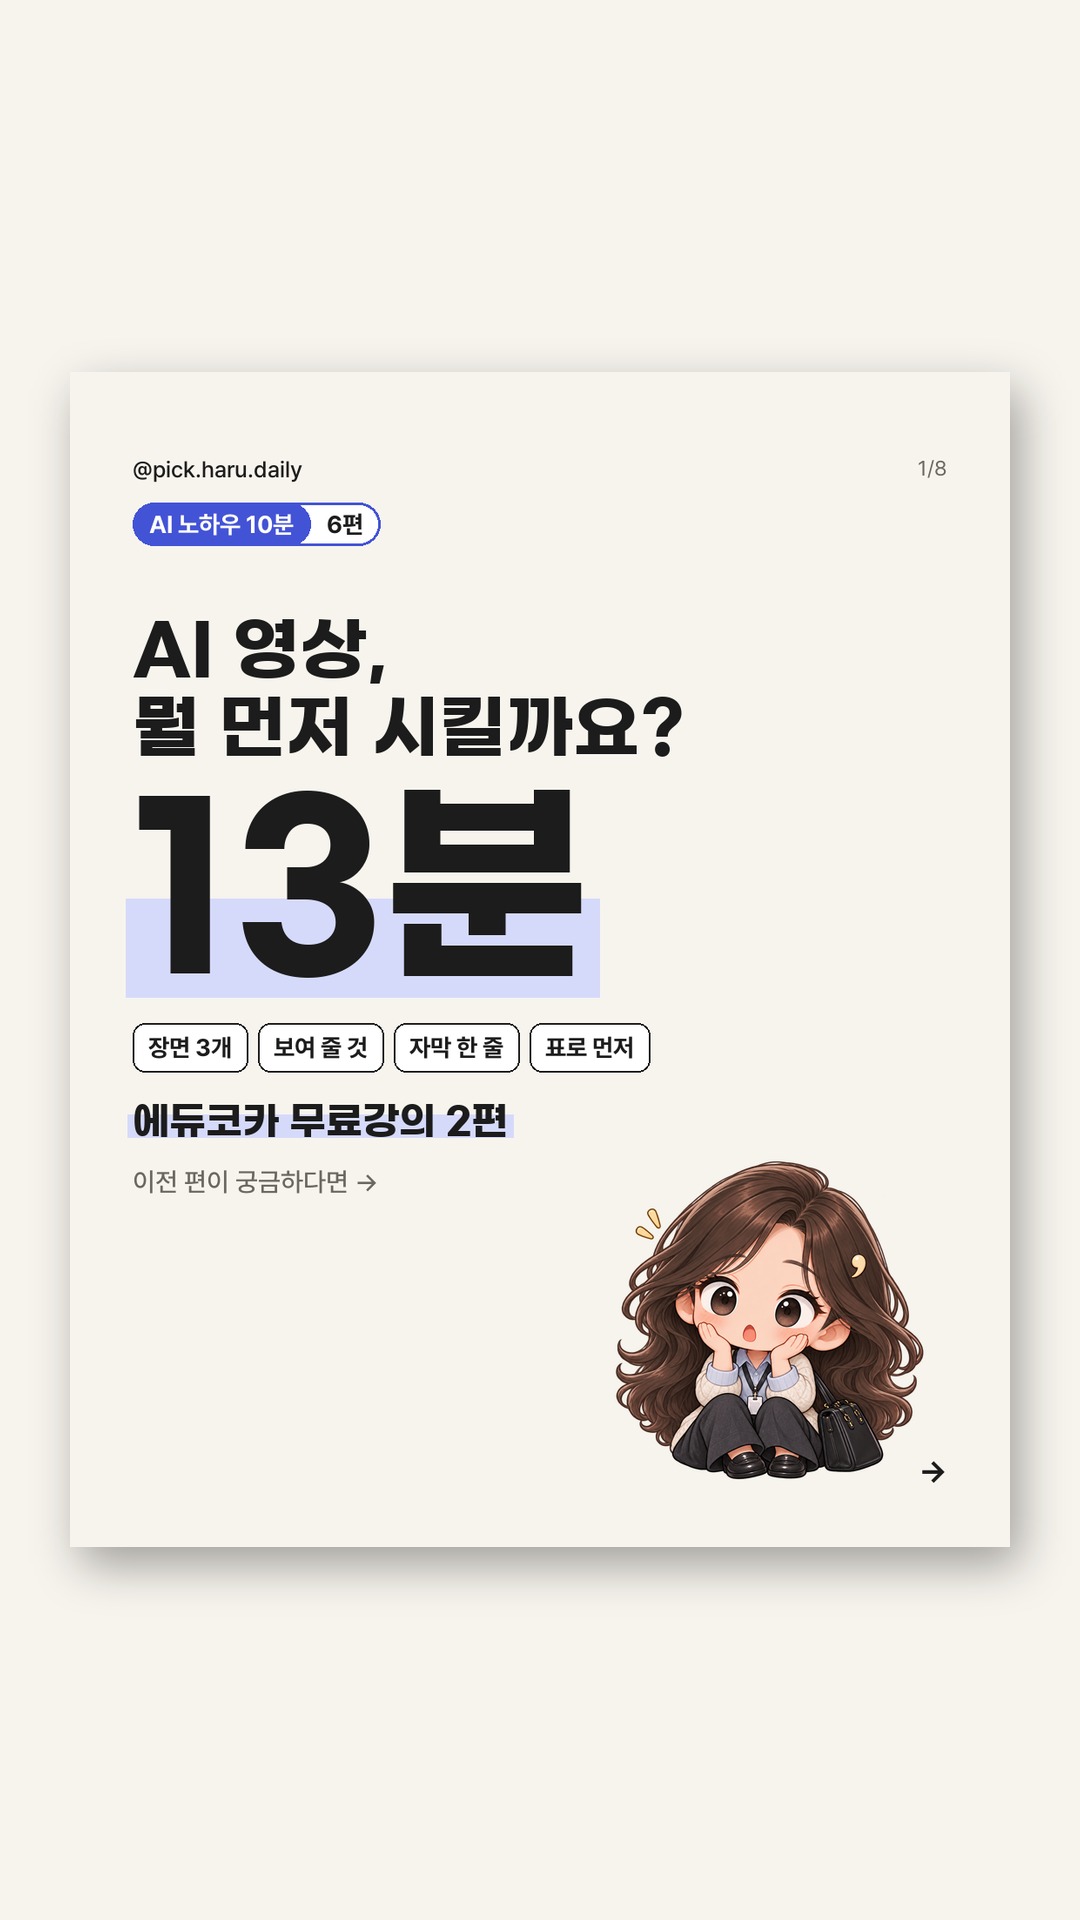 @pick.haru.daily
1/8
AI 노하우 10분 6편
AI 영상,
뭘 먼저 시킬까요?
13분
장면 3개 보여 줄 것 자막 한 줄 표로 먼저
에듀코카 무료강의 2편
이전 편이 궁금하다면 →
→